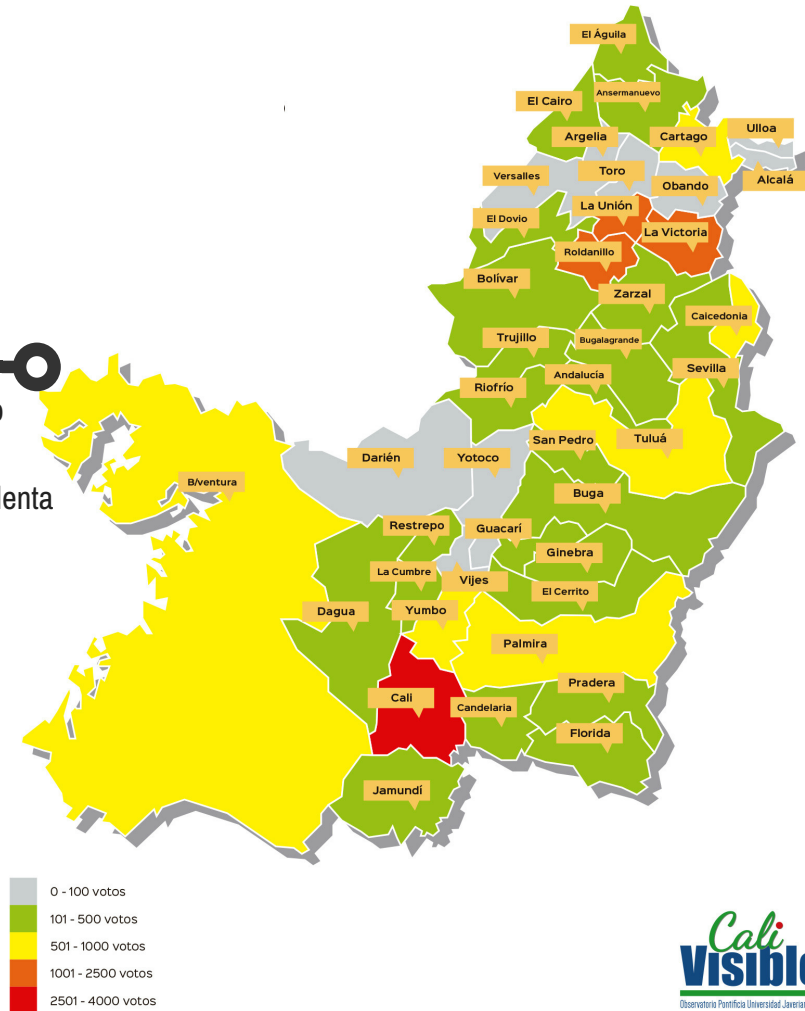 El Águila
Ansermanuevo
El Cairo
Ulloa
Argelia
Cartago
Versalles
Toro
Alcalá
Obando
La Unión
El Dovio
La Victoria
Roldanillo
Bolívar
Zarzal
Caicedonia
Trujillo
Bugalagrande
Sevilla
Andalucía
Riofrío
San Pedro
Tuluá
Darién
Yotoco
B/ventura
Buga
Restrepo
Guacarí
Ginebra
La Cumbre
Vijes
El Cerrito
Dagua
Yumbo
Palmira
Pradera
Cali
Candelaria
Florida
Jamundí
0 - 100 votos
101 - 500 votos
501 - 1000 votos
1001 - 2500 votos
2501 - 4000 votos
Cali
Visible
Observatorio Pontificia Universidad